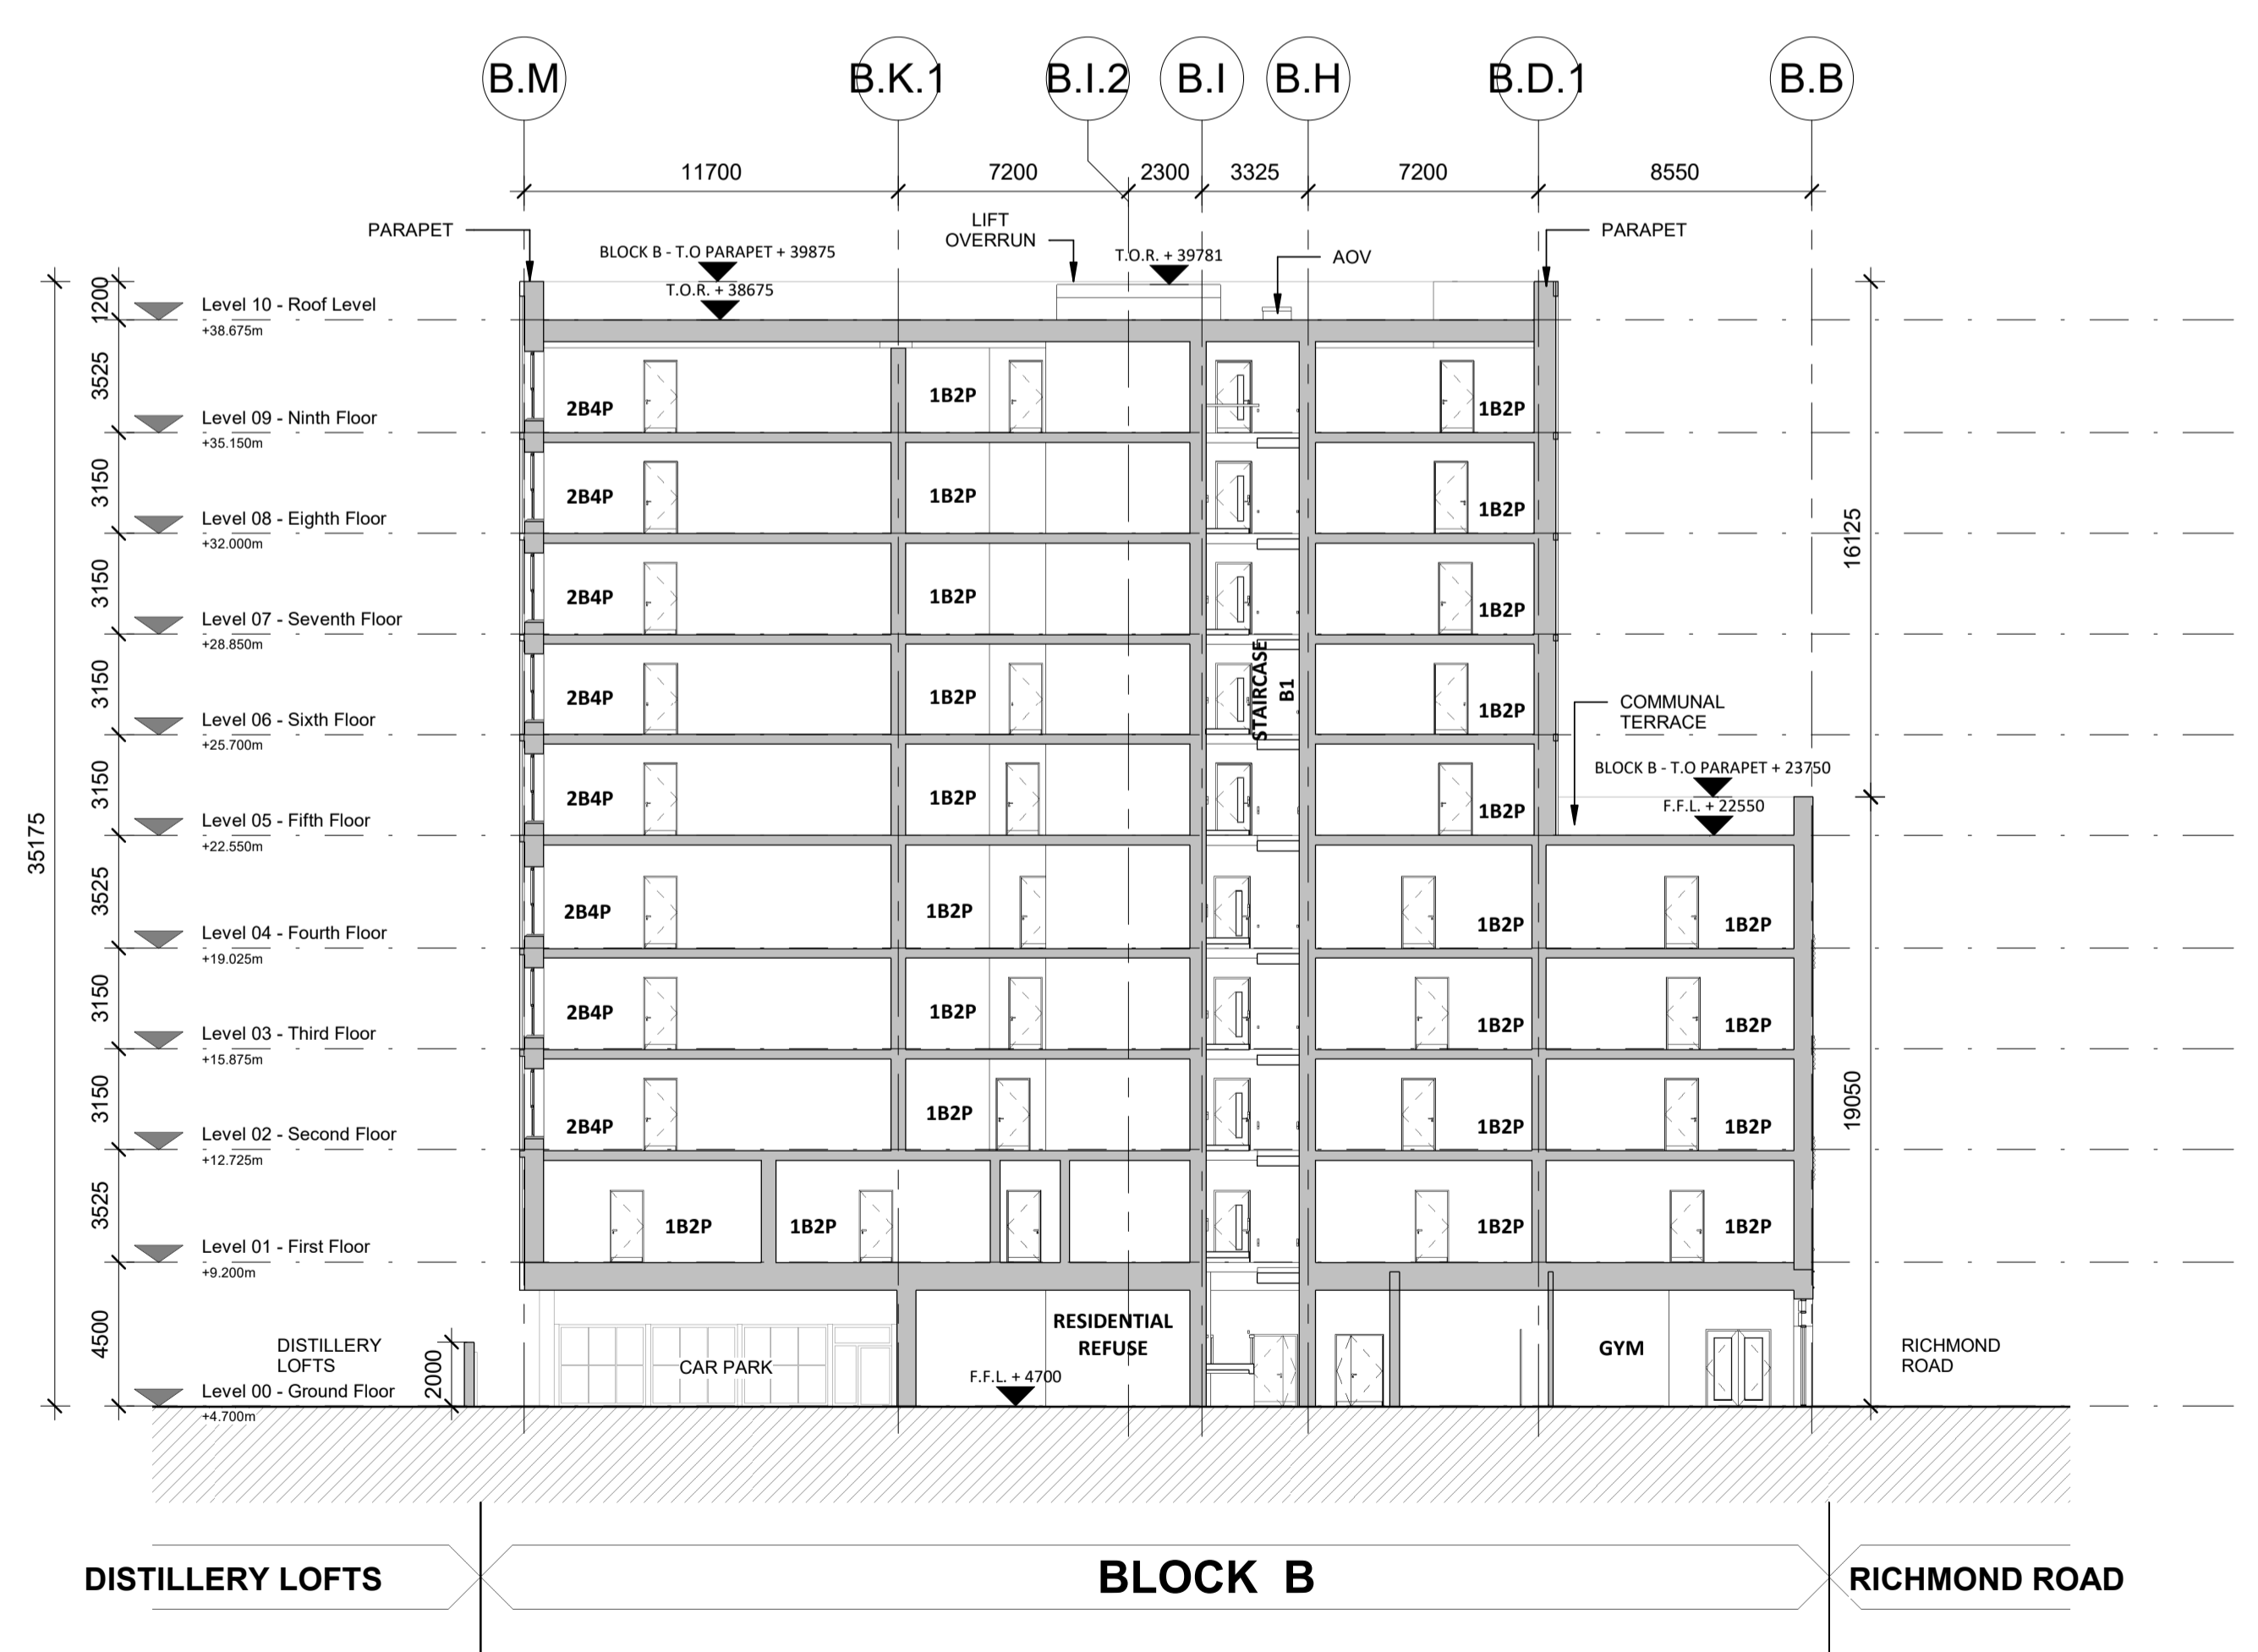 B.M
B.K.1
B.I.2
B.I
B.H
B.D.1
B.B
11700
7200
2300
3325
7200
8550
PARAPET
BLOCK B - T.O PARAPET + 39875
T.O.R. + 38675
LIFT
OVERRUN
T.O.R. + 39781
AOV
PARAPET
1200
Level 10 - Roof Level
+38.675m
3525
2B4P
1B2P
1B2P
Level 09 - Ninth Floor
+35.150m
3150
2B4P
1B2P
1B2P
Level 08 - Eighth Floor
+32.000m
16125
3150
2B4P
1B2P
1B2P
Level 07 - Seventh Floor
+28.850m
3150
2B4P
1B2P
STAIRCASE
B1
1B2P
COMMUNAL
TERRACE
Level 06 - Sixth Floor
+25.700m
3150
2B4P
1B2P
1B2P
BLOCK B - T.O PARAPET + 23750
F.F.L. + 22550
Level 05 - Fifth Floor
+22.550m
35175
3525
2B4P
1B2P
1B2P
1B2P
Level 04 - Fourth Floor
+19.025m
3150
2B4P
1B2P
1B2P
1B2P
Level 03 - Third Floor
+15.875m
3150
2B4P
1B2P
1B2P
1B2P
19050
Level 02 - Second Floor
+12.725m
3525
1B2P
1B2P
1B2P
1B2P
Level 01 - First Floor
+9.200m
4500
DISTILLERY
LOFTS
2000
CAR PARK
RESIDENTIAL
REFUSE
F.F.L. + 4700
GYM
RICHMOND
ROAD
Level 00 - Ground Floor
+4.700m
DISTILLERY LOFTS
BLOCK B
RICHMOND ROAD